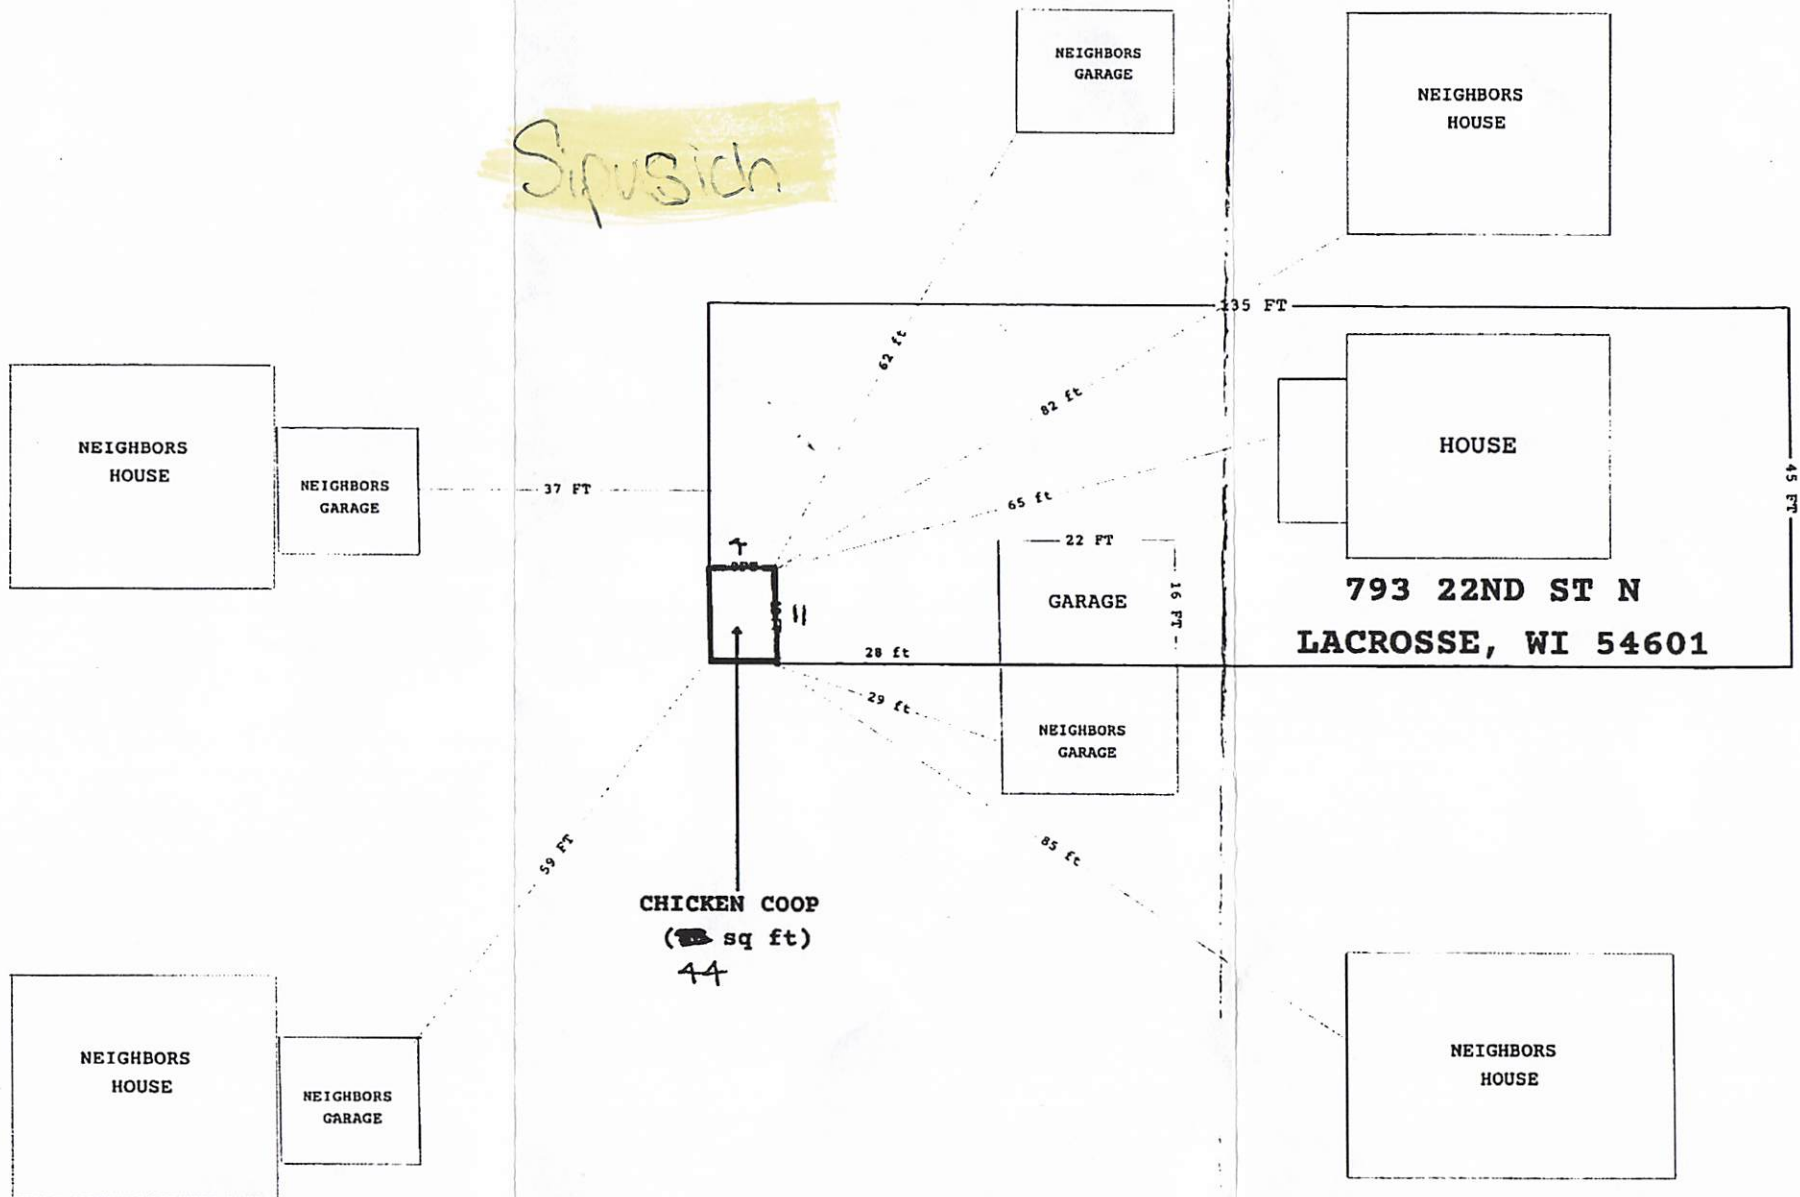 NEIGHBORS
GARAGE
NEIGHBORS
HOUSE
Sipusich
135 FT
62 ft
82 ft
45 FT
NEIGHBORS
HOUSE
HOUSE
NEIGHBORS
GARAGE
37 FT
65 ft
4
22 FT
GARAGE
16 FT
11
793 22ND ST N
LACROSSE, WI 54601
28 ft
29 ft
NEIGHBORS
GARAGE
59 FT
85 ft
CHICKEN COOP
( sq ft)
44
NEIGHBORS
HOUSE
NEIGHBORS
GARAGE
NEIGHBORS
HOUSE